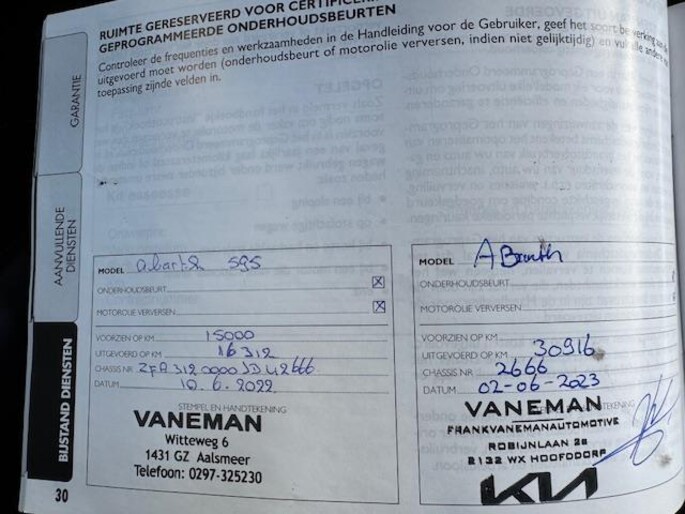 RUIMTE GERESERVEERD VOOR
GEPROGRAMMEERDE ONDERHOUDSBEURTEN
Controleer de frequenties en werkzaamheden in de Handleiding voor de Gebruiker, geef het soort
uitgevoerd moet worden (onderhoudsbeurt of motorolie verversen, indien niet gelijktijdig) en vul alle andere
toepassing zijnde velden in.
GARANTIE
AANVULLENDE
DIENSTEN
BIJSTAND DIENSTEN
30
MODEL abarth 595
ONDERHOUDSBEURT
MOTOROLIE VERVERSEN
VOORZIEN OP KM 15000
UITGEVOERD OP KM 16312
CHASSIS NR.
DATUM 10.6.2022
STEMPEL EN HANDTEKENING
VANEMAN
Witteweg 6
1431 GZ Aalsmeer
Telefoon: 0297-325230
MODEL
ONDERHOUDSBEURT
MOTOROLIE VERVERSEN
VOORZIEN OP KM
UITGEVOERD OP KM 30916
CHASSIS NR 2666
DATUM 02-06-2023
VANEMAN
FRANKVANEMANAUTOMOTIVE
ROBIJNLAAN 28
2132 WX HOOFDDORP
KIA